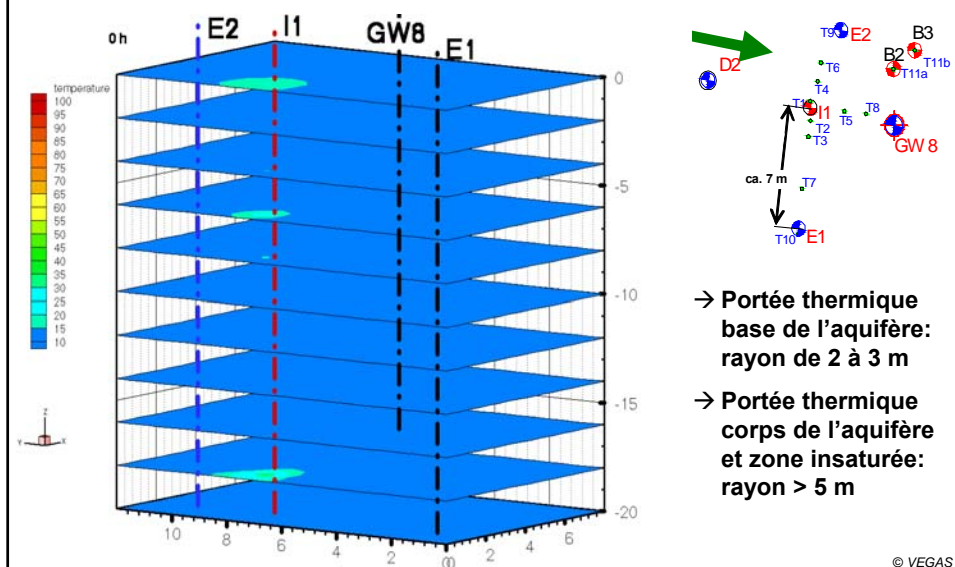 0 h
E2
I1
GW8
E1
temperature
100
95
90
85
80
75
70
65
60
55
50
45
40
35
30
25
20
15
10
0
-5
-10
-15
-20
10
8
6
4
2
0
0
2
4
6
z
Y
X
T9
E2
B3
B2
T11b
T11a
D2
T6
T4
T1
I1
T2
T5
T8
T3
GW 8
ca. 7 m
T7
T10
E1
→ Portée thermique
base de l’aquifère:
rayon de 2 à 3 m
→ Portée thermique
corps de l’aquifère
et zone insaturée:
rayon > 5 m
© VEGAS